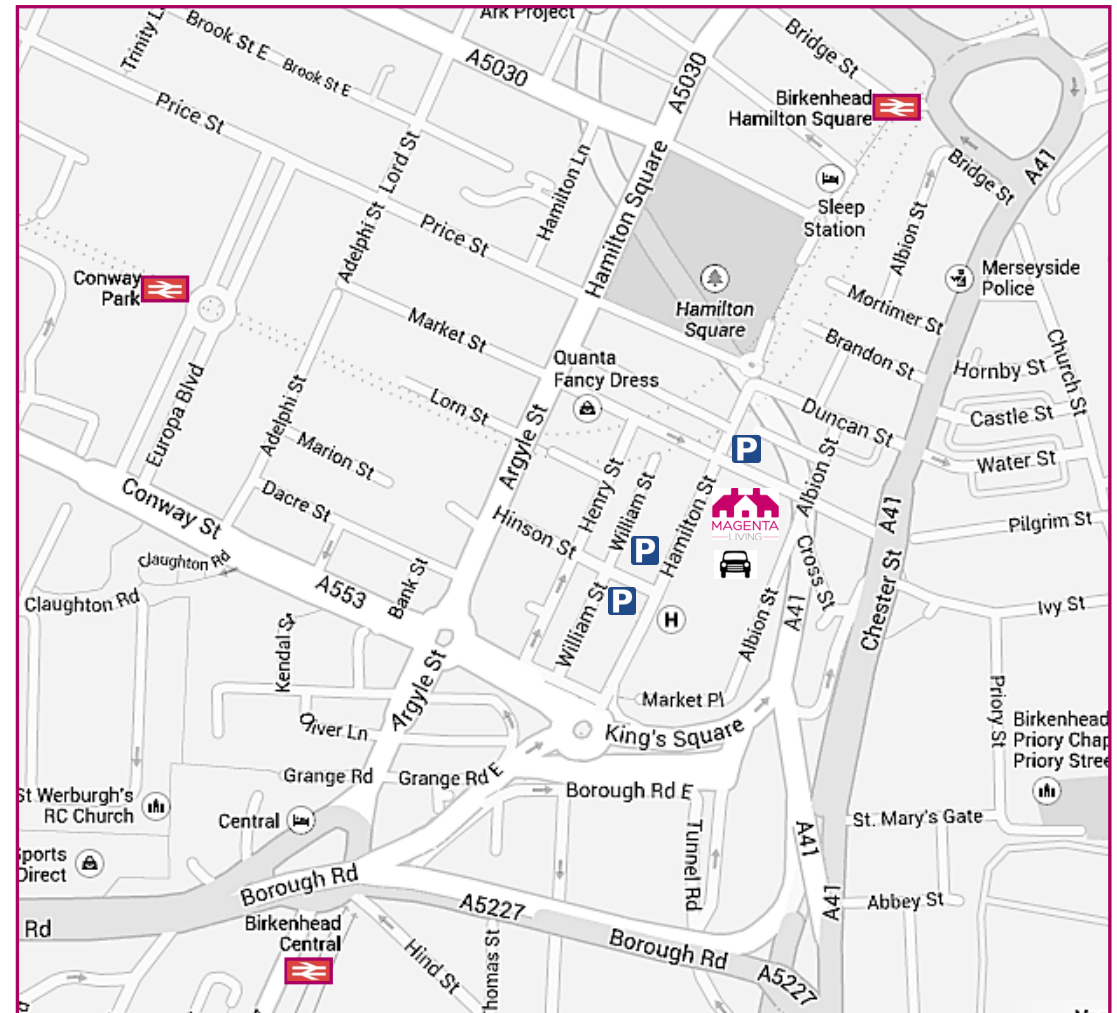 Ark Project
Trinity L
Brook St E
Brook St E
A5030
A5030
Bridge St
Birkenhead
Hamilton Square
Price St
Lord St
Hamilton Ln
Hamilton Square
Bridge St
A41
Sleep
Station
Albion St
Adelphi St
Price St
Conway
Park
Hamilton
Square
Merseyside
Police
Mortimer St
Market St
Brandon St
Church St
Quanta
Fancy Dress
Hornby St
Europa Blvd
Lorn St
Argyle St
Duncan St
Castle St
Adelphi St
Marion St
P
Water St
Albion St
Henry St
William St
Hamilton St
Dacre St
Conway St
MAGENTA
LIVING
A41
Pilgrim St
Hinson St
P
Cross St
Claughton Rd
A553
Bank St
Claughton Rd
P
William St
H
Albion St
A41
Chester St
Ivy St
Kendal St
Argyle St
Market Pl
Priory St
Oliver Ln
King's Square
Birkenhead
Priory Chap
Priory Stree
Grange Rd
Grange Rd E
Borough Rd E
St Werburgh's
RC Church
Central
Tunnel Rd
A41
St. Mary's Gate
Sports
Direct
Borough Rd
A5227
A41
Abbey St
Rd
Birkenhead
Central
Hind St
Thomas St
Borough Rd
A5227